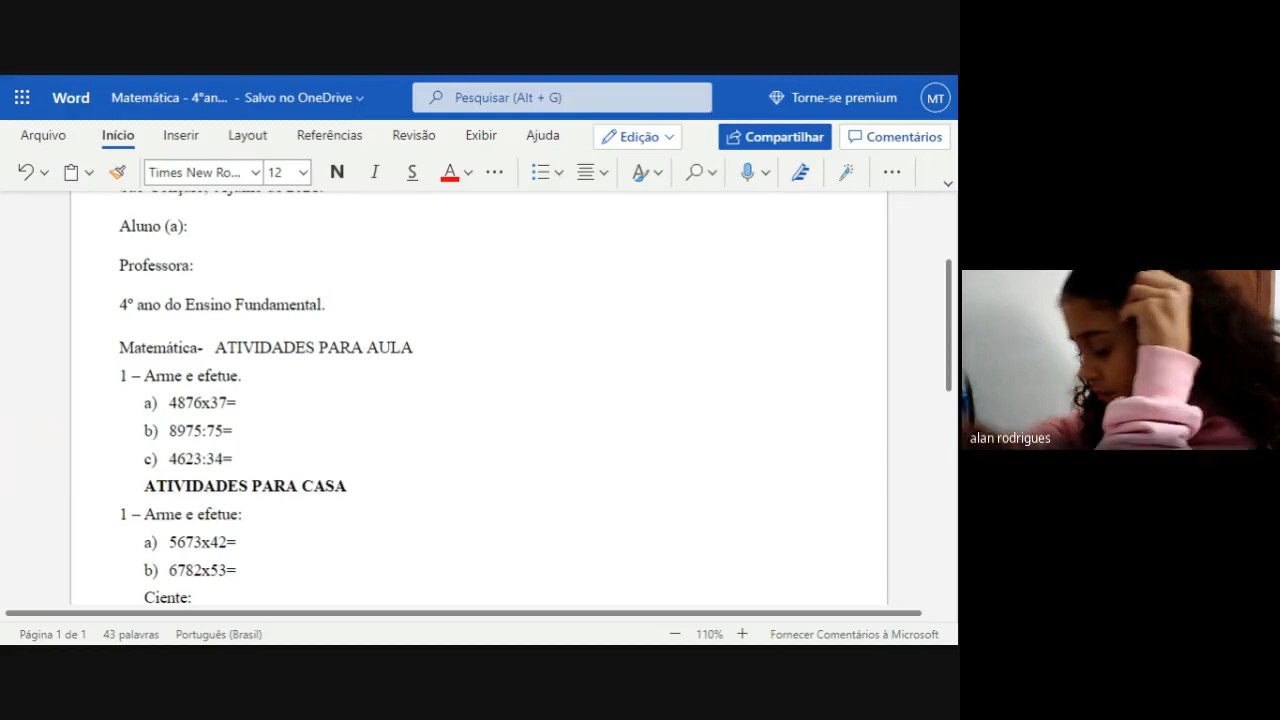 Word Matemática - 4°an... - Salvo no OneDrive Pesquisar (Alt + G) Torne-se premium MT
Arquivo Início Inserir Layout Referências Revisão Exibir Ajuda Edição Compartilhar Comentários
Times New Ro... 12 N I S A ...
Aluno (a):
Professora:
4º ano do Ensino Fundamental.
Matemática- ATIVIDADES PARA AULA
1 – Arme e efetue.
a) 4876x37=
b) 8975:75=
c) 4623:34=
ATIVIDADES PARA CASA
1 – Arme e efetue:
a) 5673x42=
b) 6782x53=
Ciente:
Página 1 de 1 43 palavras Português (Brasil) 110% Fornecer Comentários à Microsoft
alan rodrigues